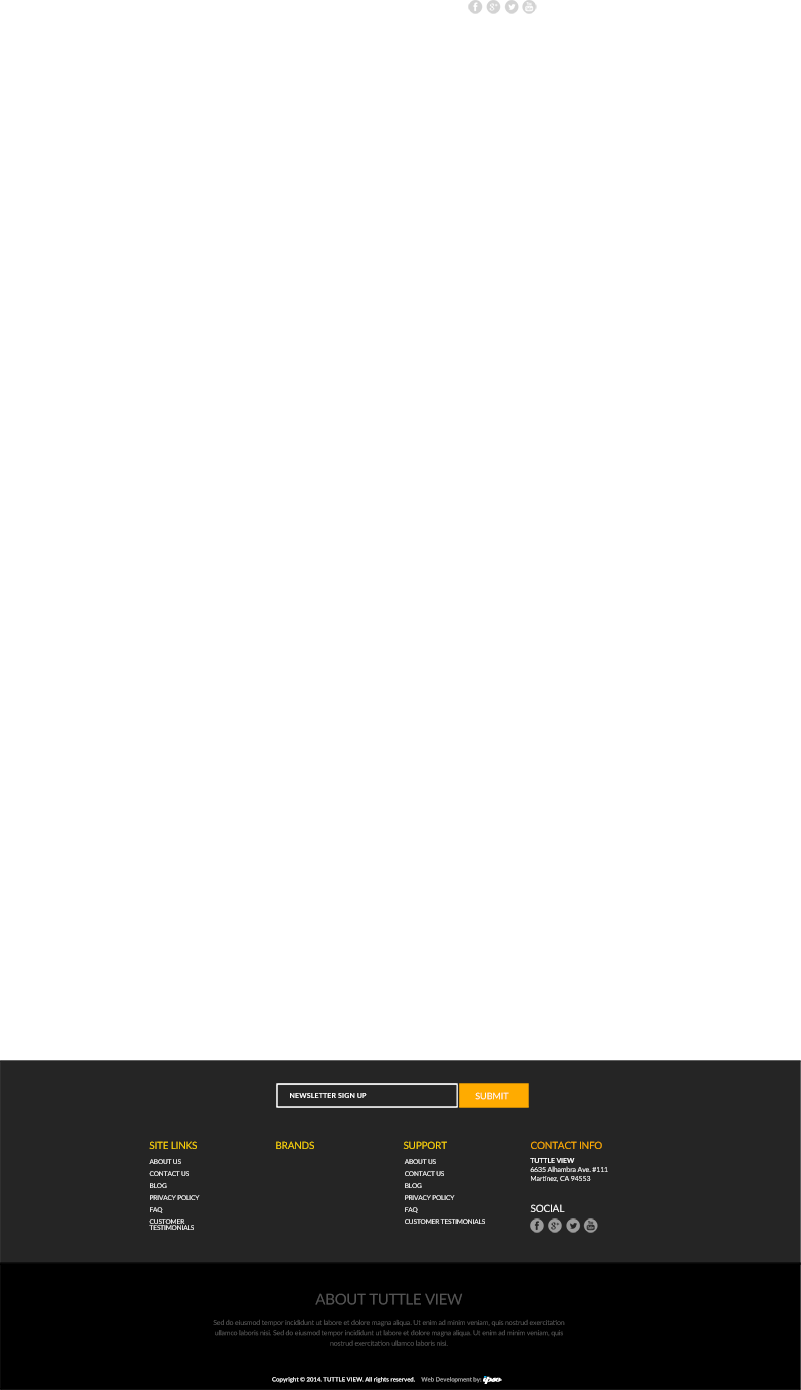 NEWSLETTER SIGN UP
SUBMIT
SITE LINKS
ABOUT US
CONTACT US
BLOG
PRIVACY POLICY
FAQ
CUSTOMER
TESTIMONIALS
BRANDS
SUPPORT
ABOUT US
CONTACT US
BLOG
PRIVACY POLICY
FAQ
CUSTOMER TESTIMONIALS
CONTACT INFO
TUTTLE VIEW
6635 Alhambra Ave. #111
Martinez, CA 94553
SOCIAL
ABOUT TUTTLE VIEW
Sed do eiusmod tempor incididunt ut labore et dolore magna aliqua. Ut enim ad minim veniam, quis nostrud exercitation
ullamco laboris nisi. Sed do eiusmod tempor incididunt ut labore et dolore magna aliqua. Ut enim ad minim veniam, quis
nostrud exercitation ullamco laboris nisi.
Copyright © 2014. TUTTLE VIEW. All rights reserved. Web Development by: